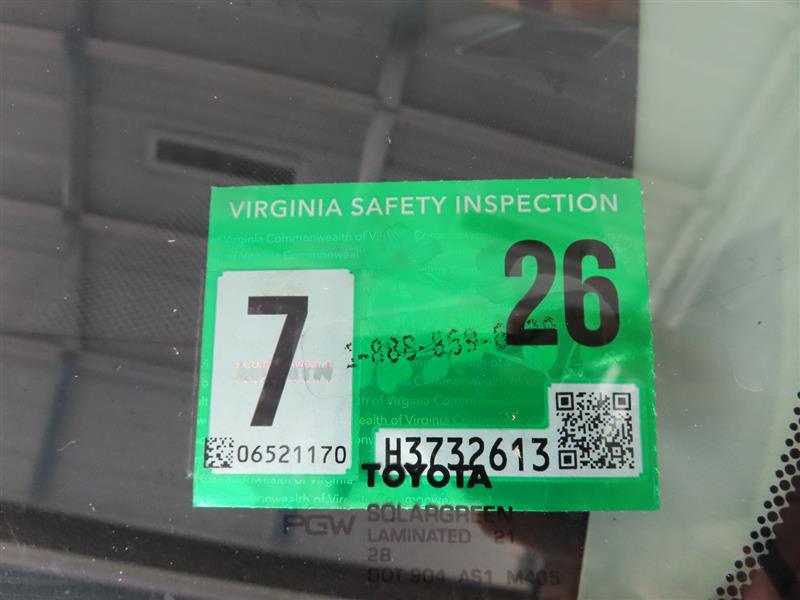 VIRGINIA SAFETY INSPECTION
26
7
06521170
H3732613
TOYOTA
PGW SOLARGREEN
LAMINATED 21
28
DOT 904 AS1 M405